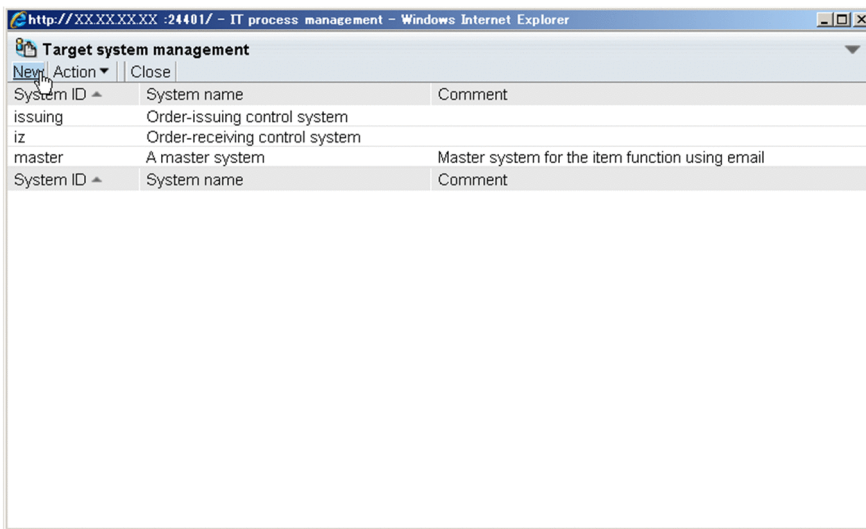 http://XX.XX.XX.XX :24401/ - IT process management - Windows Internet Explorer
Target system management
New Action Close
System ID System name Comment
issuing Order-issuing control system
iz Order-receiving control system
master A master system Master system for the item function using email
System ID System name Comment